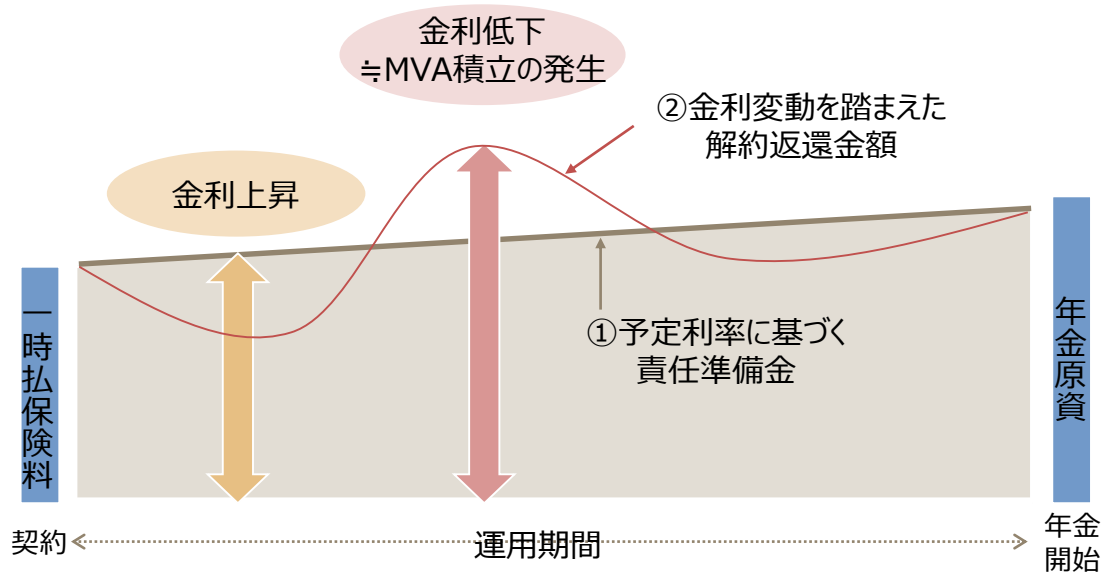 金利低下
≒MVA積立の発生
②金利変動を踏まえた
解約返還金額
金利上昇
①予定利率に基づく
責任準備金
一時払保険料
年金原資
契約
運用期間
年金
開始